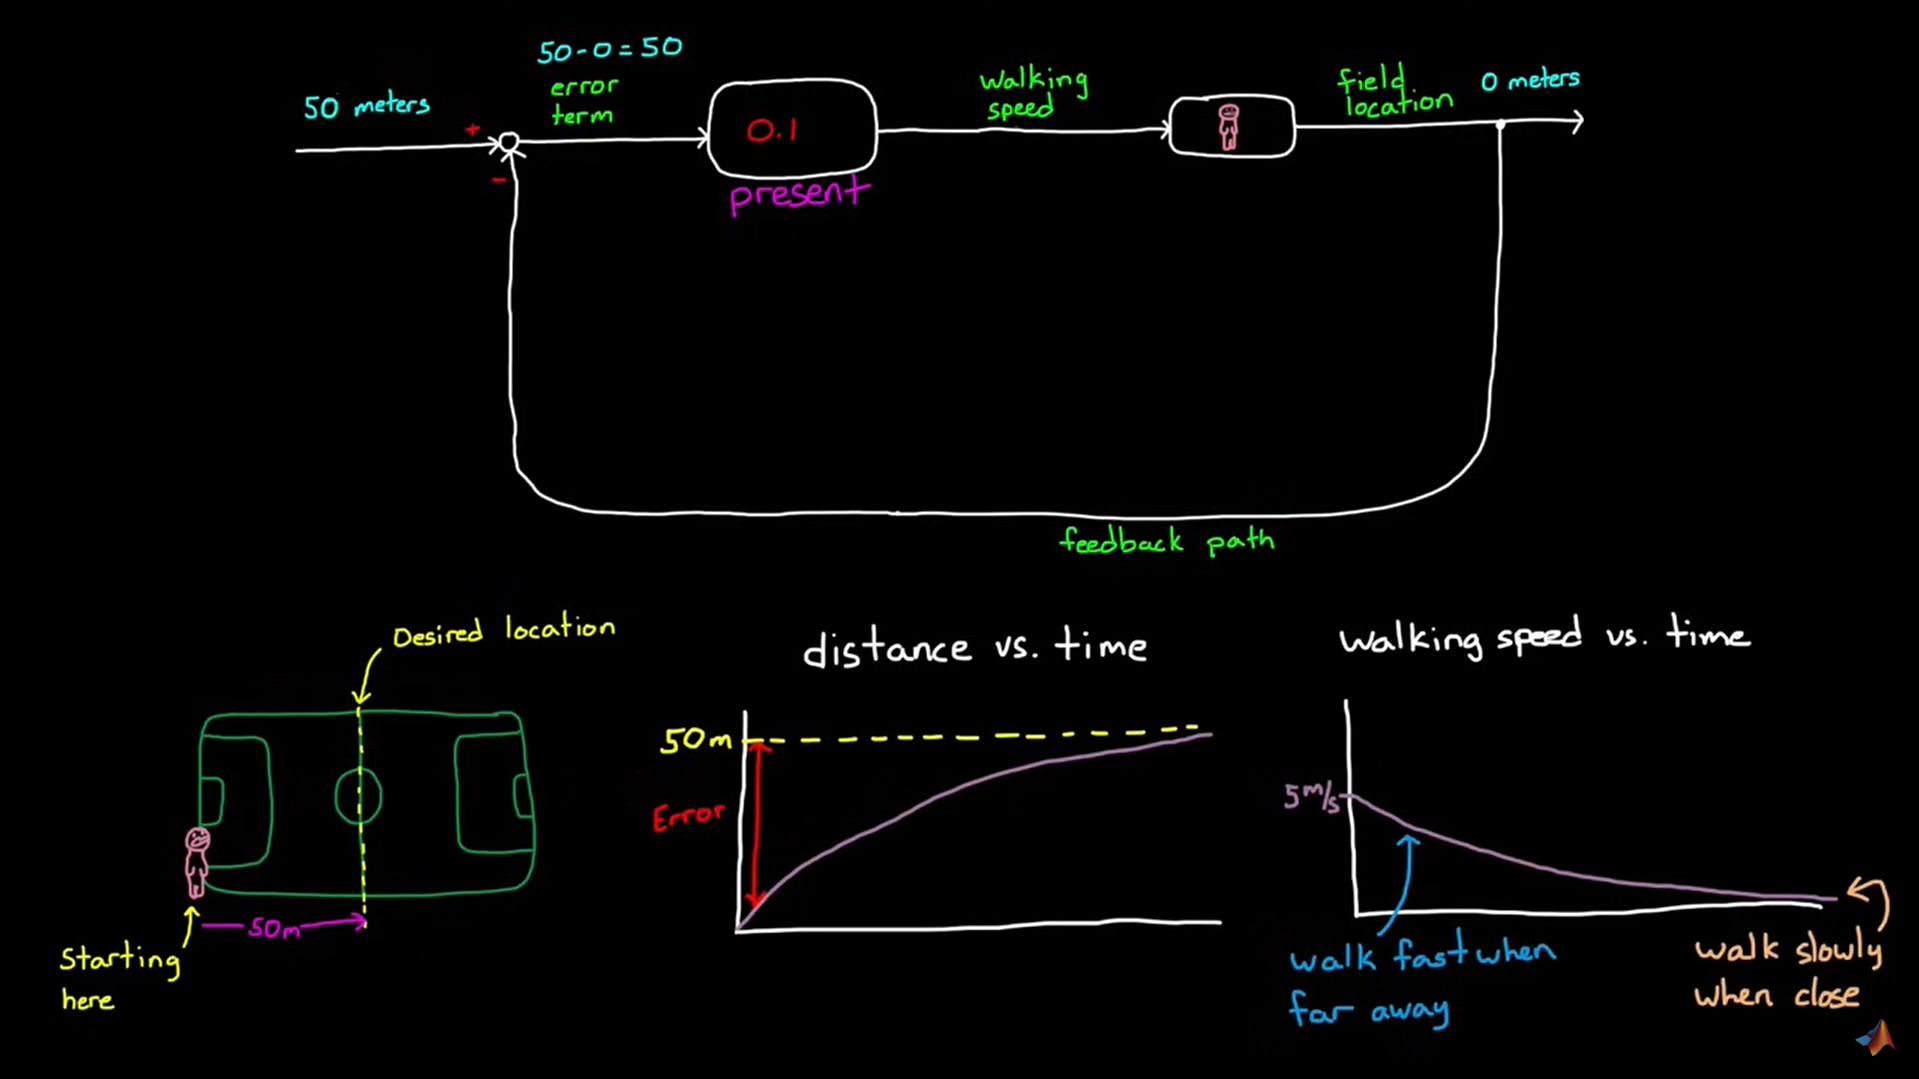 50-0=50
error
term
50 meters
+
-
0.1
present
walking
speed
field
location
0 meters
feedback path
Desired location
50m
Starting
here
distance vs. time
50m
Error
walking speed vs. time
5m/s
walk fast when
far away
walk slowly
when close